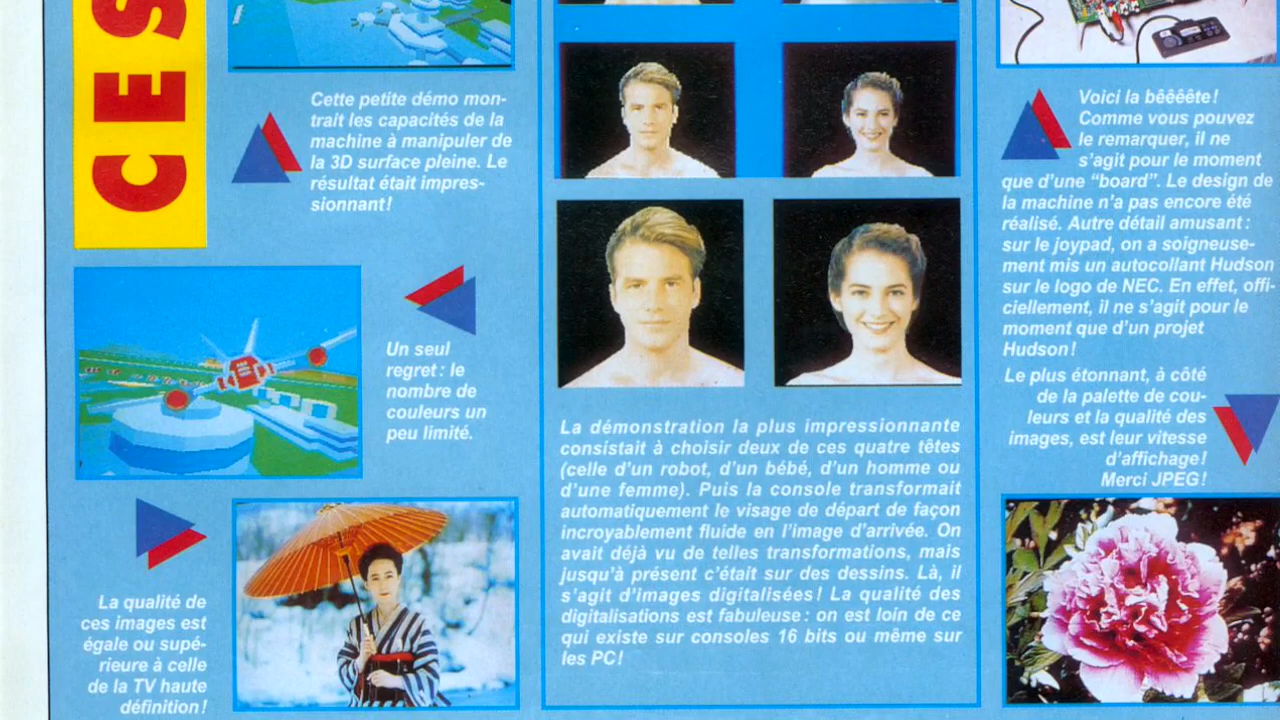 CES
Cette petite démo mon-
trait les capacités de la
machine à manipuler de
la 3D surface pleine. Le
résultat était impres-
sionnant!
Un seul
regret : le
nombre de
couleurs un
peu limité.
La qualité de
ces images est
égale ou supé-
rieure à celle
de la TV haute
définition!
La démonstration la plus impressionnante
consistait à choisir deux de ces quatre têtes
(celle d'un robot, d'un bébé, d'un homme ou
d'une femme). Puis la console transformait
automatiquement le visage de départ de façon
incroyablement fluide en l'image d'arrivée. On
avait déjà vu de telles transformations, mais
jusqu'à présent c'était sur des dessins. Là, il
s'agit d'images digitalisées! La qualité des
digitalisations est fabuleuse : on est loin de ce
qui existe sur consoles 16 bits ou même sur
les PC!
Voici la bêêêête!
Comme vous pouvez
le remarquer, il ne
s'agit pour le moment
que d'une "board". Le design de
la machine n'a pas encore été
réalisé. Autre détail amusant :
sur le joypad, on a soigneuse-
ment mis un autocollant Hudson
sur le logo de NEC. En effet, offi-
ciellement, il ne s'agit pour le
moment que d'un projet
Hudson!
Le plus étonnant, à côté
de la palette de cou-
leurs et la qualité des
images, est leur vitesse
d'affichage!
Merci JPEG!